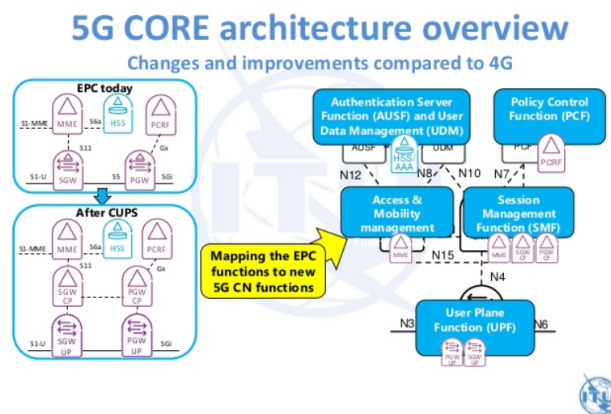 5G CORE architecture overview
Changes and improvements compared to 4G
EPC today
S1-MME
MME
S6a
HSS
PCRF
S11
Gx
S1-U
SGW
S5
PGW
SGi
After CUPS
S1-MME
MME
S6a
HSS
PCRF
S11
Gx
SGW
CP
PGW
CP
S1-U
SGW
UP
PGW
UP
SGi
Mapping the EPC
functions to new
5G CN functions
Authentication Server
Function (AUSF) and User
Data Management (UDM)
AUSF
HSS/
AAA
UDM
Policy Control
Function (PCF)
PCF
PCRF
N12
N8
N10
N7
Access &
Mobility
management
MME
N15
Session
Management
Function (SMF)
MME
SGW
CP
PGW
CP
N4
N3
User Plane
Function (UPF)
N6
PGW
UP
SGW
UP
ITU